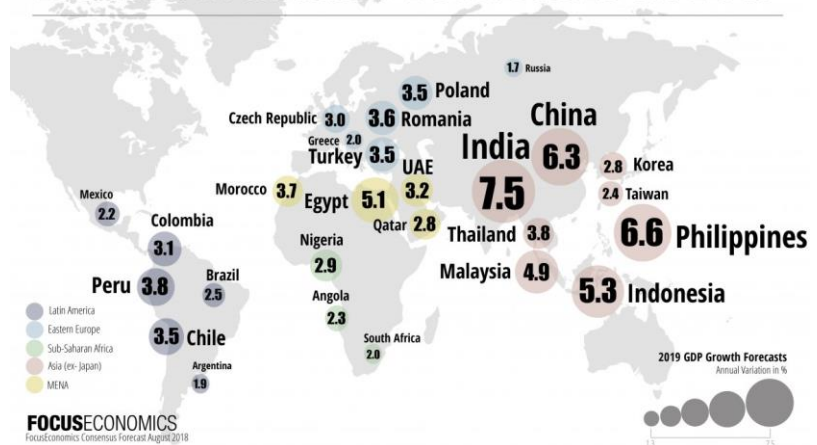 1.7 Russia
3.5 Poland
Czech Republic 3.0
3.6 Romania
Greece 2.0
Turkey 3.5
China
6.3
India
7.5
2.8 Korea
2.4 Taiwan
UAE
3.2
Morocco 3.7
Egypt 5.1
Qatar 2.8
Mexico
2.2
Colombia
3.1
Thailand 3.8
6.6 Philippines
Nigeria
2.9
Malaysia 4.9
Peru 3.8
Brazil
2.5
5.3 Indonesia
Angola
2.3
3.5 Chile
South Africa
2.0
Argentina
1.9
Latin America
Eastern Europe
Sub-Saharan Africa
Asia (ex- Japan)
MENA
2019 GDP Growth Forecasts
Annual Variation in %
7.5
FOCUSECONOMICS
FocusEconomics Consensus Forecast August 2018